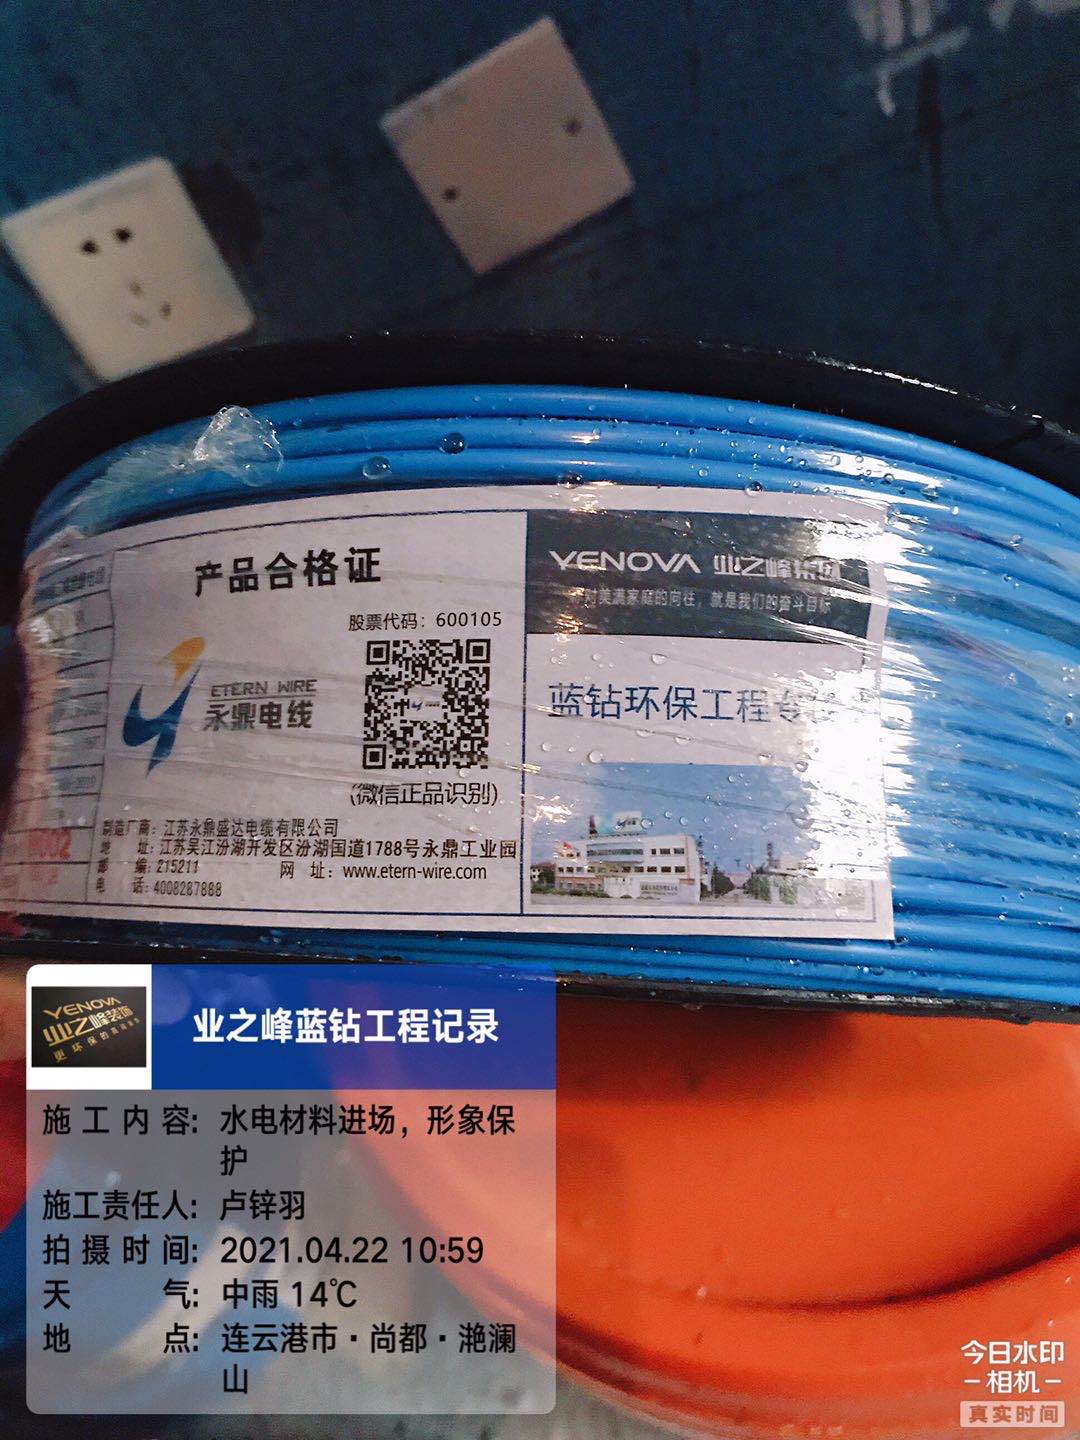 产品合格证
股票代码：600105
ETERN WIRE
永鼎电线
(微信正品识别)
制造厂商：江苏永鼎盛达电缆有限公司
地 址：江苏吴江汾湖开发区汾湖国道1788号永鼎工业园
邮 编：215211 网 址：www.etern-wire.com
电 话：4008287888
YENOVA 业之峰装饰
对美满家庭的向往，就是我们的奋斗目标
蓝钻环保工程专
YENOVA
业之峰装饰
更环保的
业之峰蓝钻工程记录
施工内容：水电材料进场，形象保
护
施工责任人：卢锌羽
拍摄时间：2021.04.22 10:59
天气：中雨 14℃
地点：连云港市·尚都·滟澜
山
今日水印
-相机-
真实时间